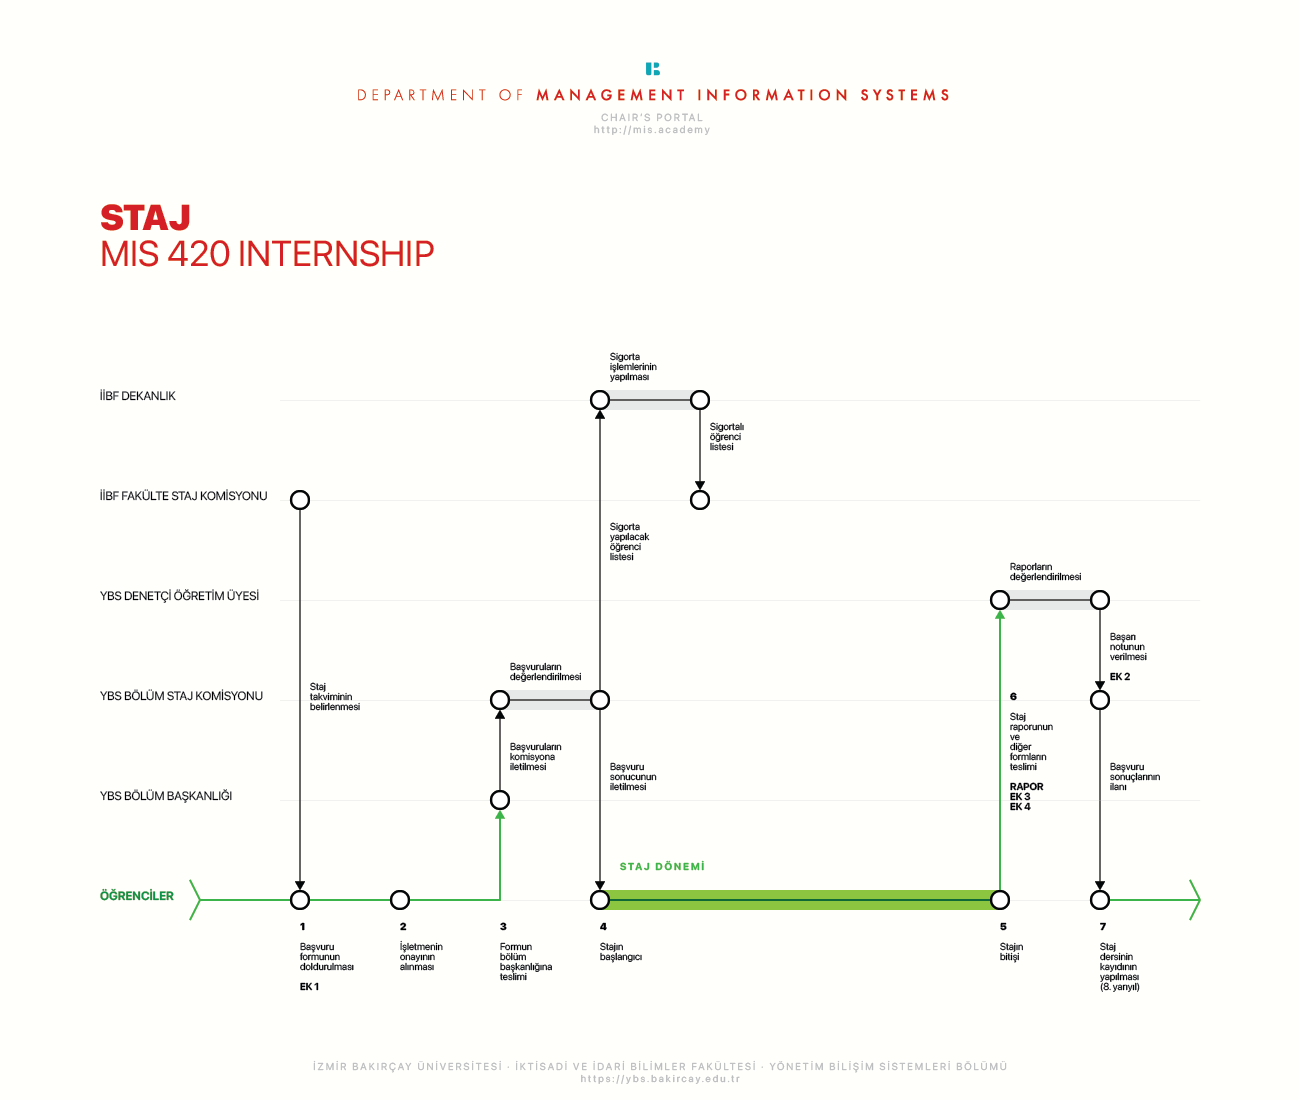 DEPARTMENT OF MANAGEMENT INFORMATION SYSTEMS
CHAIR'S PORTAL
http://mis.academy
STAJ
MIS 420 INTERNSHIP
Sigorta
işlemlerinin
yapılması
İİBF DEKANLIK
Sigortalı
öğrenci
listesi
İİBF FAKÜLTE STAJ KOMİSYONU
Sigorta
yapılacak
öğrenci
listesi
Raporların
değerlendirilmesi
YBS DENETÇİ ÖĞRETİM ÜYESİ
Başarı
notunun
verilmesi
EK 2
Başvuruların
değerlendirilmesi
YBS BÖLÜM STAJ KOMİSYONU
Staj
takviminin
belirlenmesi
6
Staj
raporunun
ve
diğer
formların
teslimi
RAPOR
EK 3
EK 4
Başvuruların
komisyona
iletilmesi
Başvuru
sonucunun
iletilmesi
Başvuru
sonuçlarının
ilanı
YBS BÖLÜM BAŞKANLIĞI
STAJ DÖNEMİ
ÖĞRENCİLER
1
Başvuru
formunun
doldurulması
EK 1
2
İşletmenin
onayının
alınması
3
Formun
bölüm
başkanlığına
teslimi
4
Stajın
başlangıcı
5
Stajın
bitişi
7
Staj
dersinin
kayıdının
yapılması
(8. yarıyıl)
İZMİR BAKIRÇAY ÜNİVERSİTESİ · İKTİSADİ VE İDARİ BİLİMLER FAKÜLTESİ · YÖNETİM BİLİŞİM SİSTEMLERİ BÖLÜMÜ
https://ybs.bakircay.edu.tr